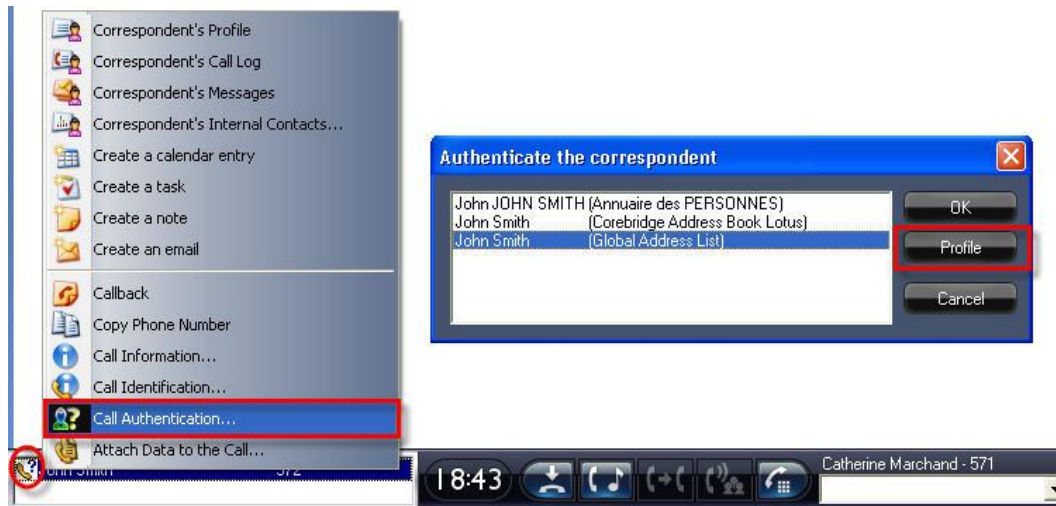 Correspondent's Profile
Correspondent's Call Log
Correspondent's Messages
Correspondent's Internal Contacts...
Create a calendar entry
Create a task
Create a note
Create an email
Callback
Copy Phone Number
Call Information...
Call Identification...
Call Authentication...
Attach Data to the Call...
John Smith 572
Authenticate the correspondent
John JOHN SMITH (Annuaire des PERSONNES)
John Smith (Corebridge Address Book Lotus)
John Smith (Global Address List)
OK
Profile
Cancel
18:43
Catherine Marchand - 571